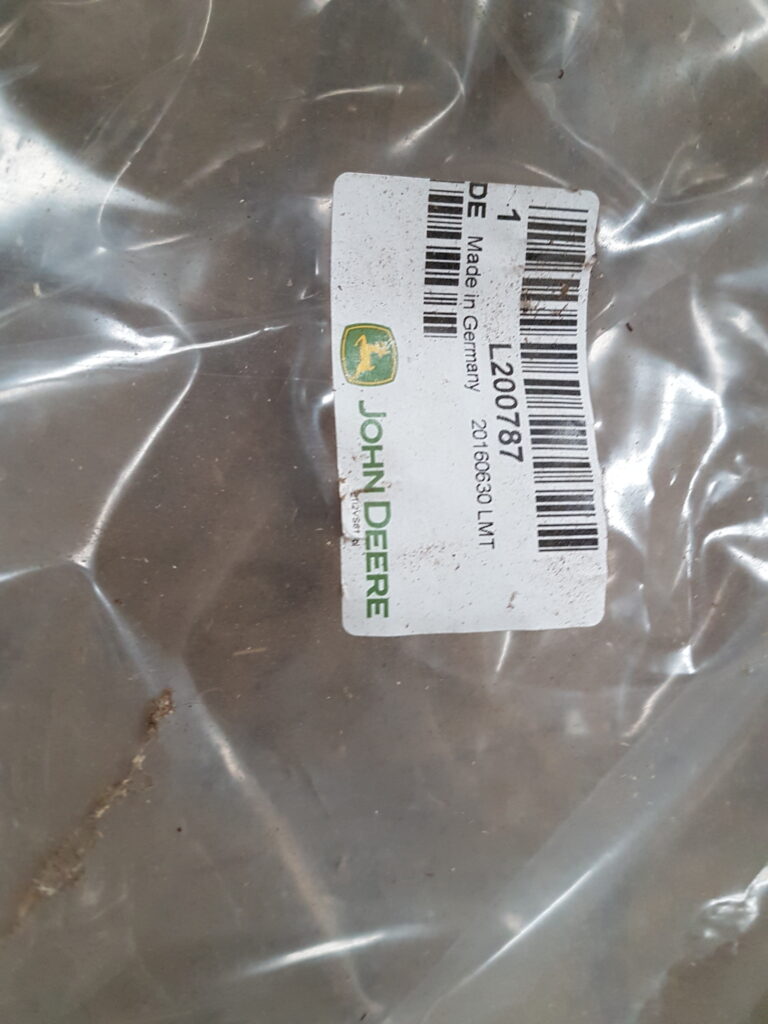 1 L200787
DE Made in Germany 20160630 LMT
JOHN DEERE